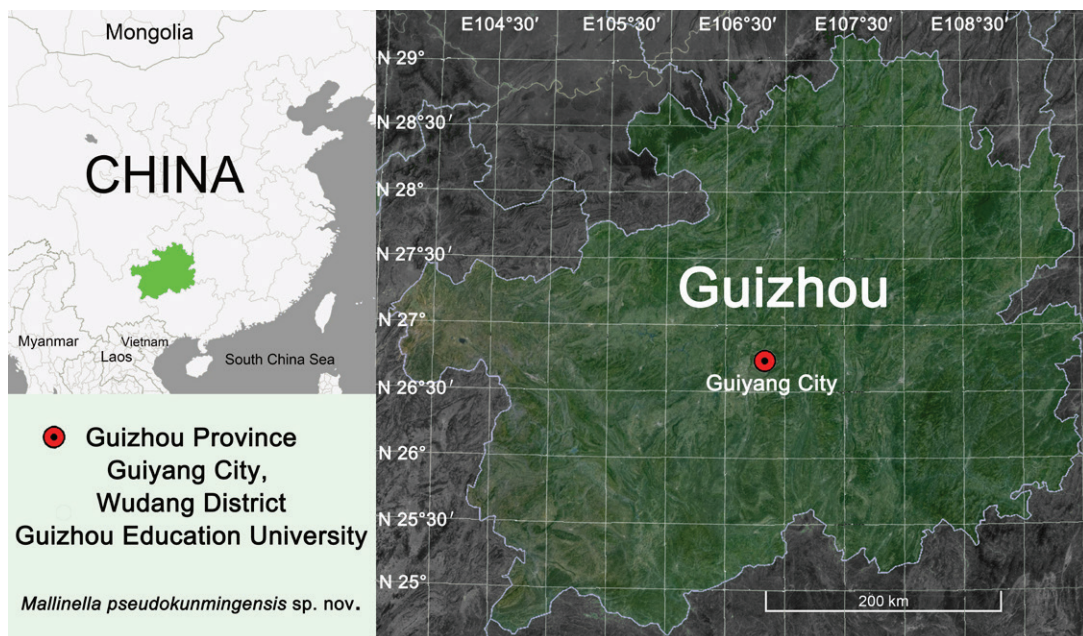 Mongolia
CHINA
Myanmar
Vietnam
Laos
South China Sea
Guizhou Province
Guiyang City,
Wudang District
Guizhou Education University
Mallinella pseudokunmingensis sp. nov.
E104°30′ E105°30′ E106°30′ E107°30′ E108°30′
N 29°
N 28°30′
N 28°
N 27°30′
N 27°
N 26°30′
N 26°
N 25°30′
N 25°
Guizhou
Guiyang City
200 km